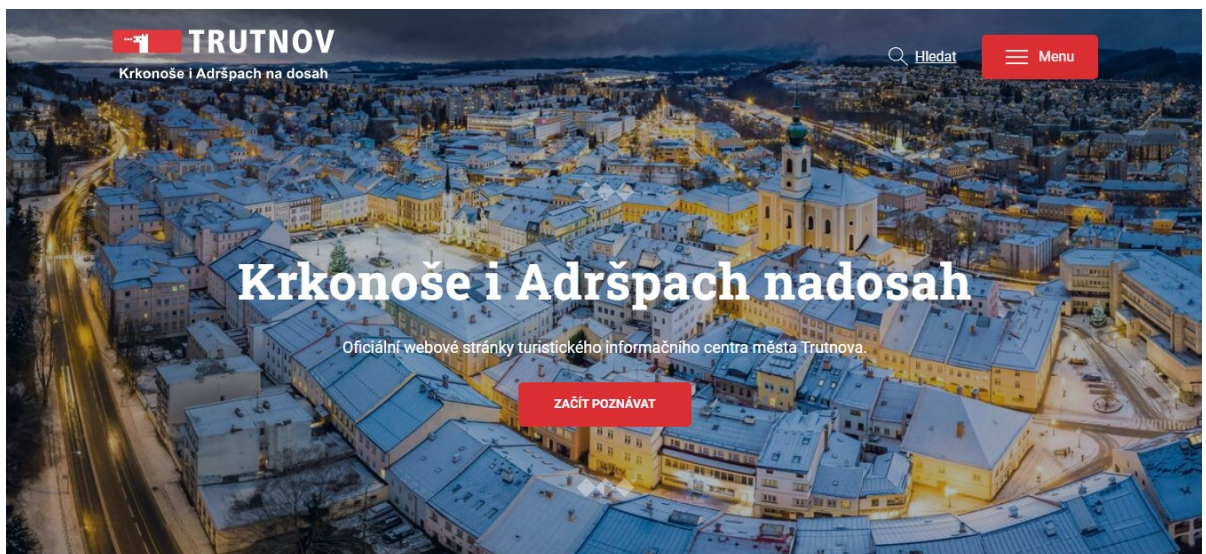 TRUTNOV
Krkonoše i Adršpach na dosah
Hledat
Menu
Krkonoše i Adršpach nadosah
Oficiální webové stránky turistického informačního centra města Trutnova.
ZAČÍT POZNÁVAT